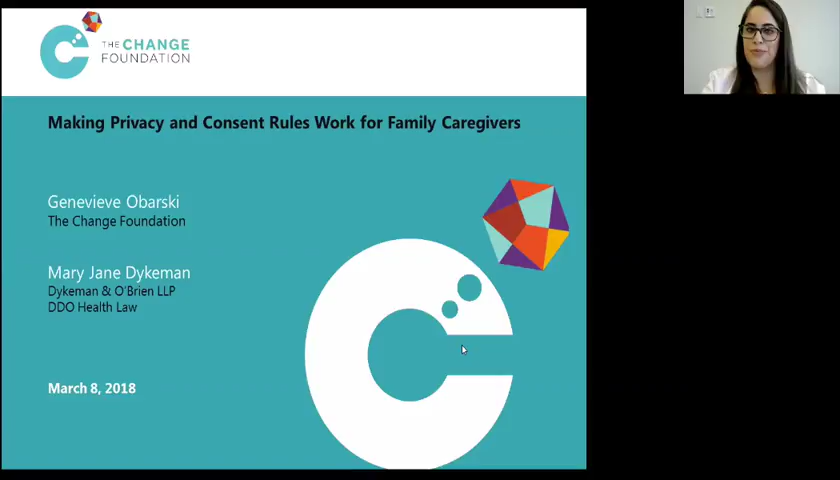 THE CHANGE
FOUNDATION
Making Privacy and Consent Rules Work for Family Caregivers
Genevieve Obarski
The Change Foundation
Mary Jane Dykeman
Dykeman & O'Brien LLP
DDO Health Law
March 8, 2018